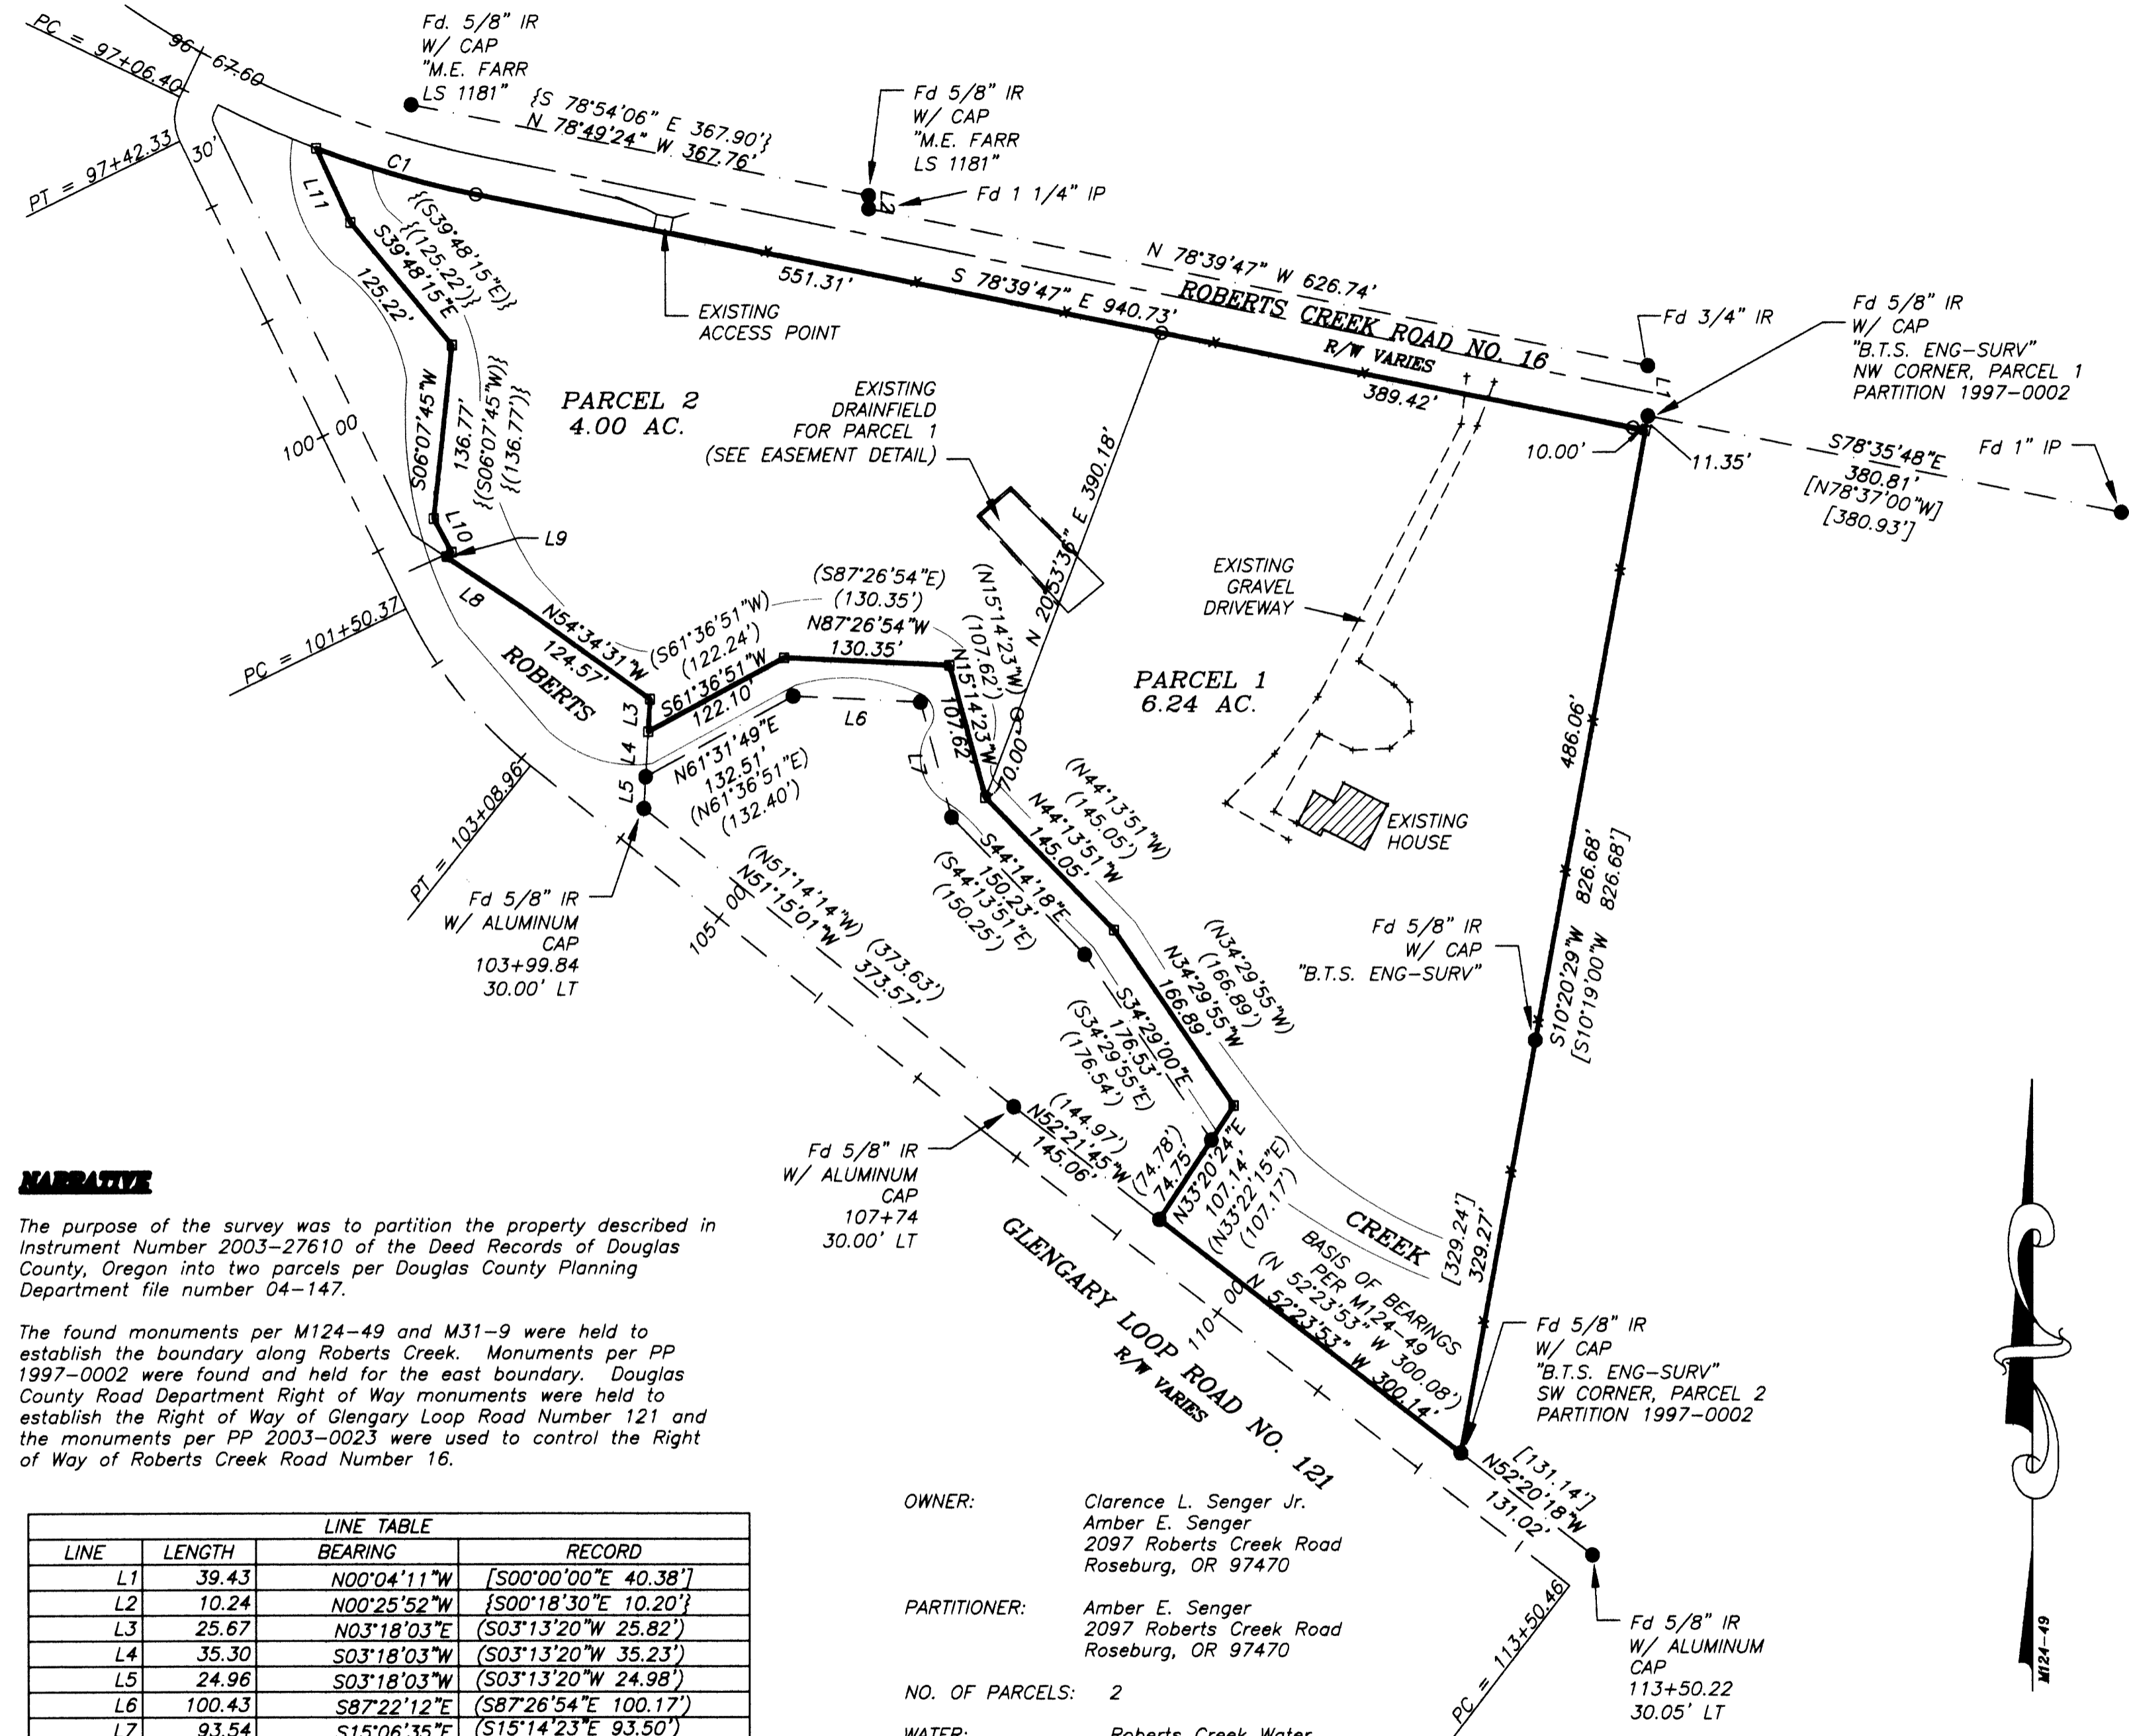 PC = 97+06.40
96
67.60
PT = 97+42.33
30'
Fd. 5/8" IR
W/ CAP
"M.E. FARR
LS 1181"
{S 78°54'06" E 367.90'}
N 78°49'24" W 367.76'
Fd 5/8" IR
W/ CAP
"M.E. FARR
LS 1181"
L2
Fd 1 1/4" IP
C1
L11
S39°48'15"E
125.22'
{(S39°48'15"E)}
{(125.22')}
551.31'
S 78°39'47" E 940.73'
N 78°39'47" W 626.74'
ROBERTS CREEK ROAD NO. 16
R/W VARIES
389.42'
EXISTING
ACCESS POINT
Fd 3/4" IR
L1
Fd 5/8" IR
W/ CAP
"B.T.S. ENG-SURV"
NW CORNER, PARCEL 1
PARTITION 1997-0002
10.00'
11.35'
S78°35'48"E
380.81'
[N78°37'00"W]
[380.93']
Fd 1" IP
PARCEL 2
4.00 AC.
EXISTING
DRAINFIELD
FOR PARCEL 1
(SEE EASEMENT DETAIL)
100
00
S06°07'45"W
136.77'
{(S06°07'45"W)}
{(136.77')}
L10
L9
L8
N 20°53'36" E 390.18'
EXISTING
GRAVEL
DRIVEWAY
PC = 101+50.37
N54°34'31"W
124.57'
ROBERTS
(S61°36'51"W)
(122.24')
S61°36'51"W
122.10'
(S87°26'54"E)
(130.35')
N87°26'54"W
130.35'
(N15°14'23"W)
(107.62')
N15°14'23"W
107.62'
70.00'
L3
L4
L5
L6
L7
N61°31'49"E
132.51'
(N61°36'51"E)
(132.40')
PARCEL 1
6.24 AC.
486.06'
EXISTING
HOUSE
PT = 103+08.96
Fd 5/8" IR
W/ ALUMINUM
CAP
103+99.84
30.00' LT
105
00
(N51°14'14"W) (373.63')
N51°15'01"W 373.57'
(N44°13'51"W)
(145.05')
N44°13'51"W
145.05'
S44°14'18"E
150.23'
(S44°13'51"E)
(150.25')
(N34°29'55"W)
(166.89')
N34°29'55"W
166.89'
S34°29'00"E
176.53'
(S34°29'55"E)
(176.54')
Fd 5/8" IR
W/ CAP
"B.T.S. ENG-SURV"
S10°20'29"W 826.68'
[S10°19'00"W 826.68']
Fd 5/8" IR
W/ ALUMINUM
CAP
107+74
30.00' LT
(144.97')
N52°21'45"W
145.06'
(74.78')
74.75'
N33°20'24"E
107.14'
(N33°22'15"E)
(107.17')
CREEK
[329.24']
329.27'
BASIS OF BEARINGS
PER M124-49
(N 52°23'53" W 300.08')
N 52°23'53" W 300.14'
110
00
GLENGARY LOOP ROAD NO. 121
R/W VARIES
Fd 5/8" IR
W/ CAP
"B.T.S. ENG-SURV"
SW CORNER, PARCEL 2
PARTITION 1997-0002
[131.14']
N52°20'18"W
131.02'
PC = 113+50.46
Fd 5/8" IR
W/ ALUMINUM
CAP
113+50.22
30.05' LT
M124-49
NARRATIVE
The purpose of the survey was to partition the property described in
Instrument Number 2003-27610 of the Deed Records of Douglas
County, Oregon into two parcels per Douglas County Planning
Department file number 04-147.
The found monuments per M124-49 and M31-9 were held to
establish the boundary along Roberts Creek. Monuments per PP
1997-0002 were found and held for the east boundary. Douglas
County Road Department Right of Way monuments were held to
establish the Right of Way of Glengary Loop Road Number 121 and
the monuments per PP 2003-0023 were used to control the Right
of Way of Roberts Creek Road Number 16.
LINE TABLE
LINE LENGTH BEARING RECORD
L1 39.43 N00°04'11"W [S00°00'00"E 40.38']
L2 10.24 N00°25'52"W {S00°18'30"E 10.20'}
L3 25.67 N03°18'03"E (S03°13'20"W 25.82')
L4 35.30 S03°18'03"W (S03°13'20"W 35.23')
L5 24.96 S03°18'03"W (S03°13'20"W 24.98')
L6 100.43 S87°22'12"E (S87°26'54"E 100.17')
L7 93.54 S15°06'35"E (S15°14'23"E 93.50')
OWNER: Clarence L. Senger Jr.
Amber E. Senger
2097 Roberts Creek Road
Roseburg, OR 97470
PARTITIONER: Amber E. Senger
2097 Roberts Creek Road
Roseburg, OR 97470
NO. OF PARCELS: 2
WATER: Roberts Creek Water